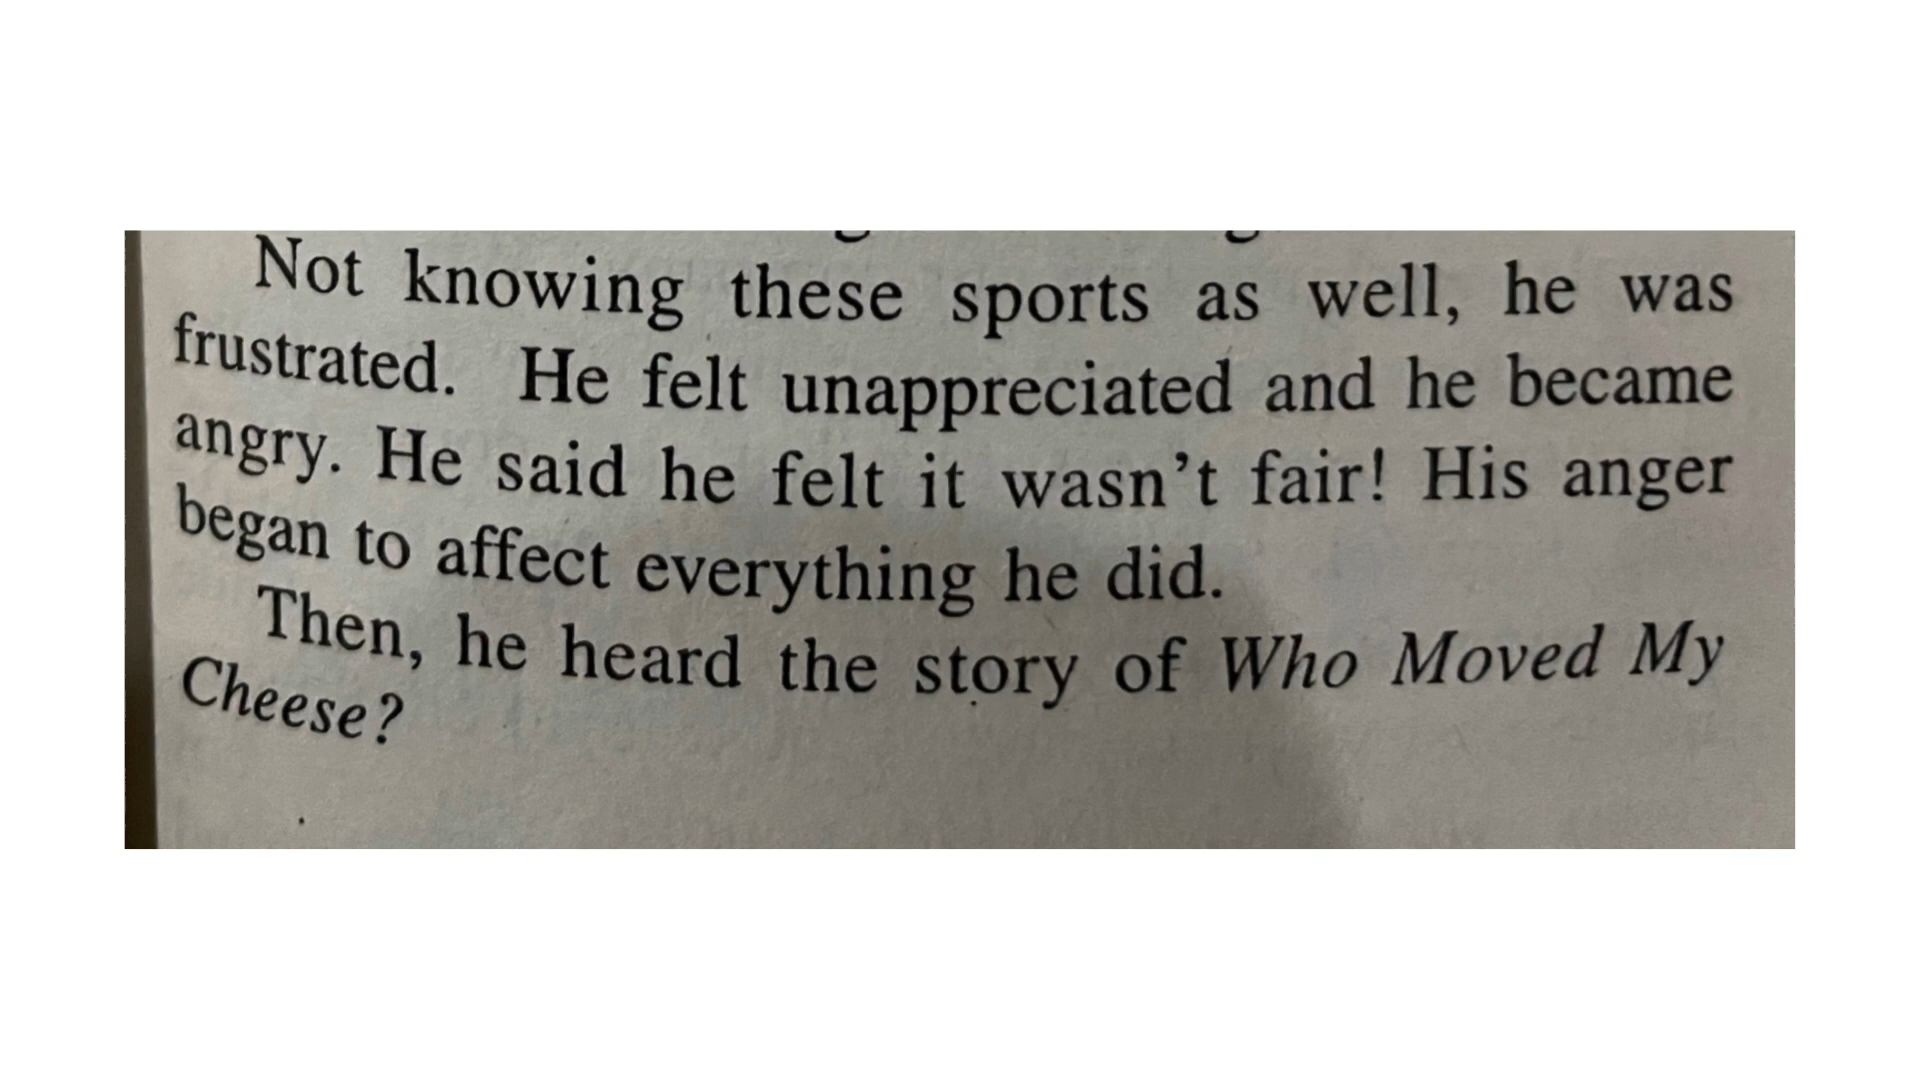 Not knowing these sports as well, he was
frustrated. He felt unappreciated and he became
angry. He said he felt it wasn't fair! His anger
began to affect everything he did.
Then, he heard the story of Who Moved My
Cheese?